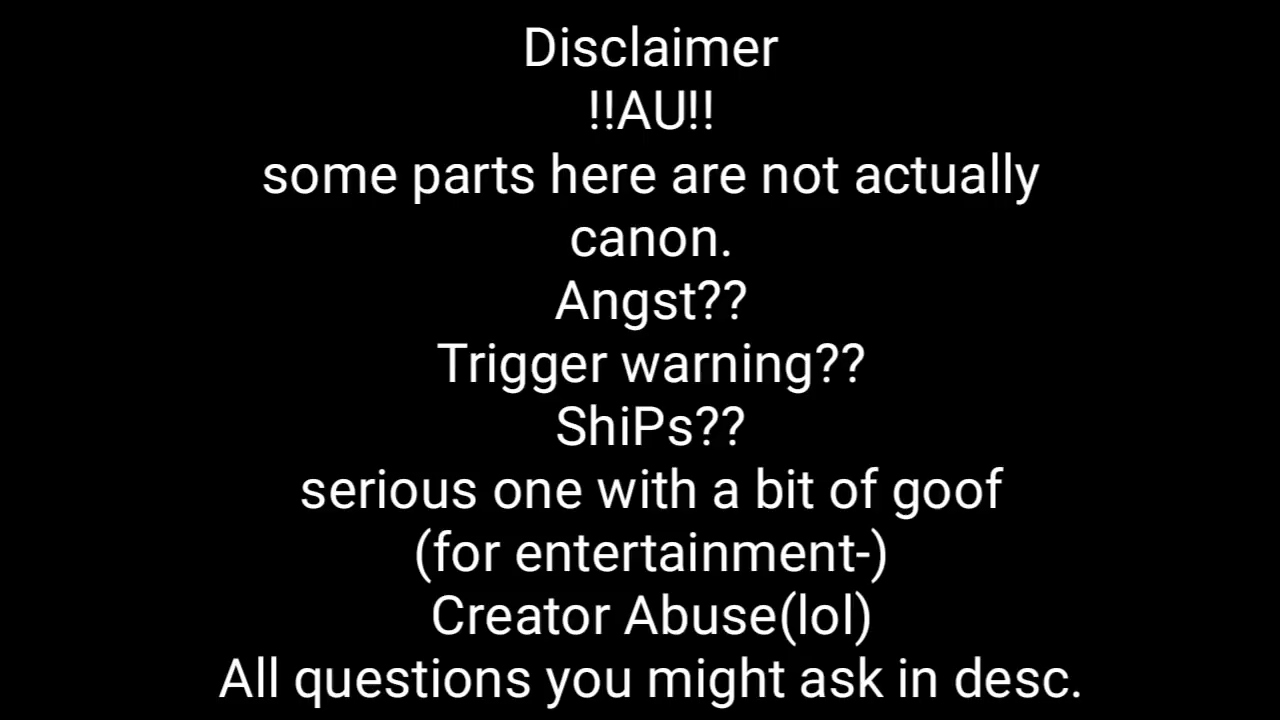 Disclaimer
!!AU!!
some parts here are not actually
canon.
Angst??
Trigger warning??
ShiPs??
serious one with a bit of goof
(for entertainment-)
Creator Abuse(lol)
All questions you might ask in desc.